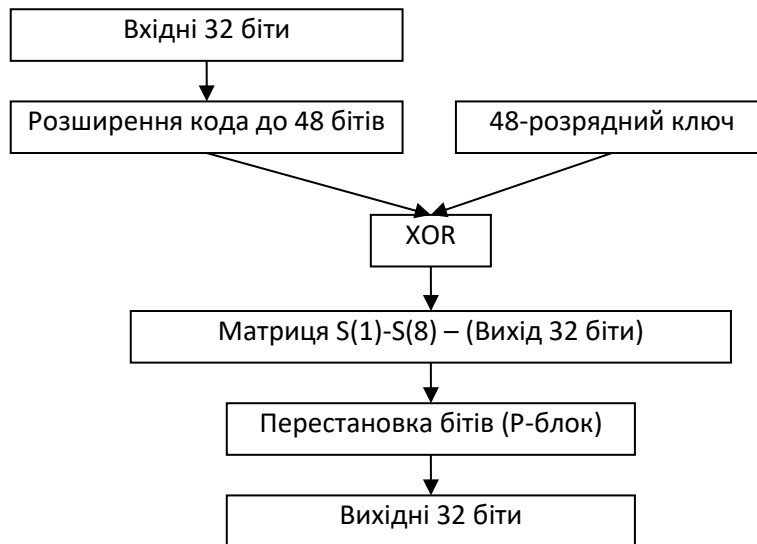 Вхідні 32 біти
Розширення кода до 48 бітів
48-розрядний ключ
XOR
Матриця S(1)-S(8) – (Вихід 32 біти)
Перестановка бітів (P-блок)
Вихідні 32 біти